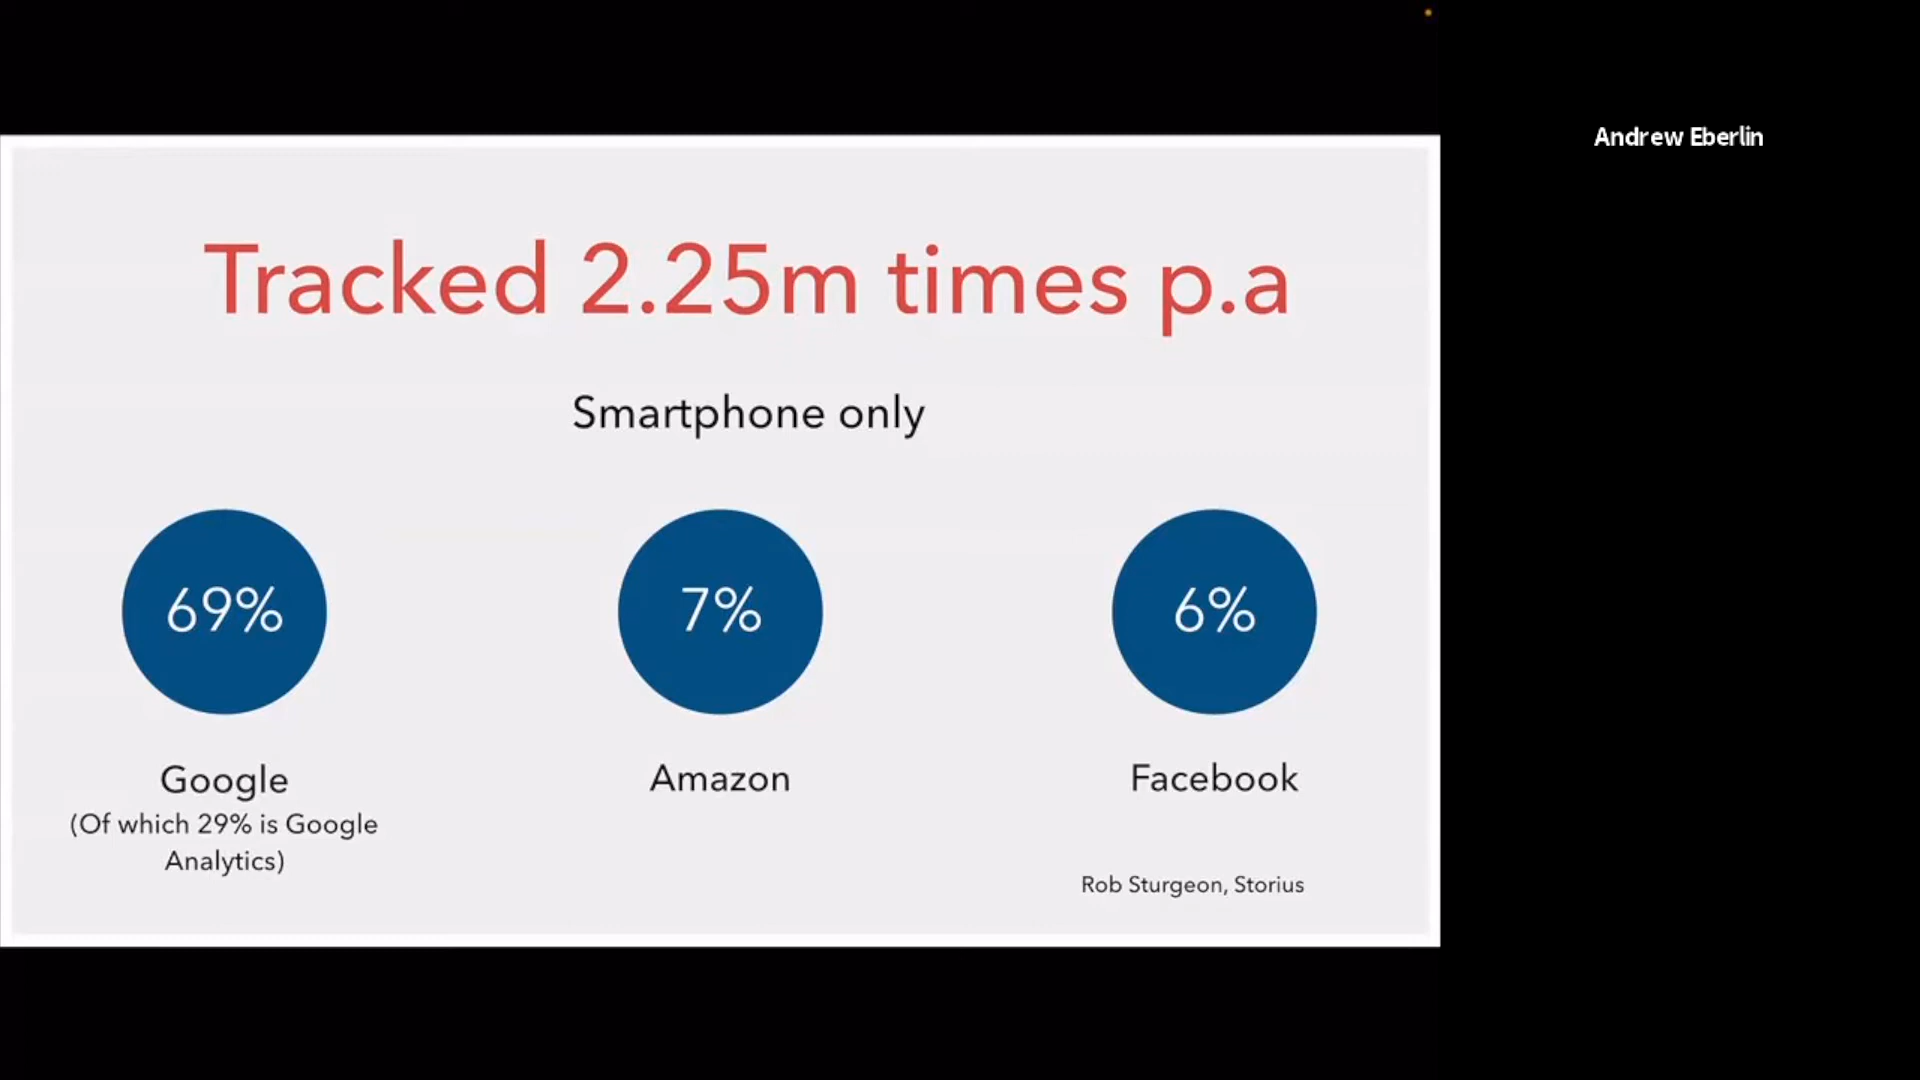 Andrew Eberlin
Tracked 2.25m times p.a
Smartphone only
69%
7%
6%
Google
(Of which 29% is Google
Analytics)
Amazon
Facebook
Rob Sturgeon, Storius